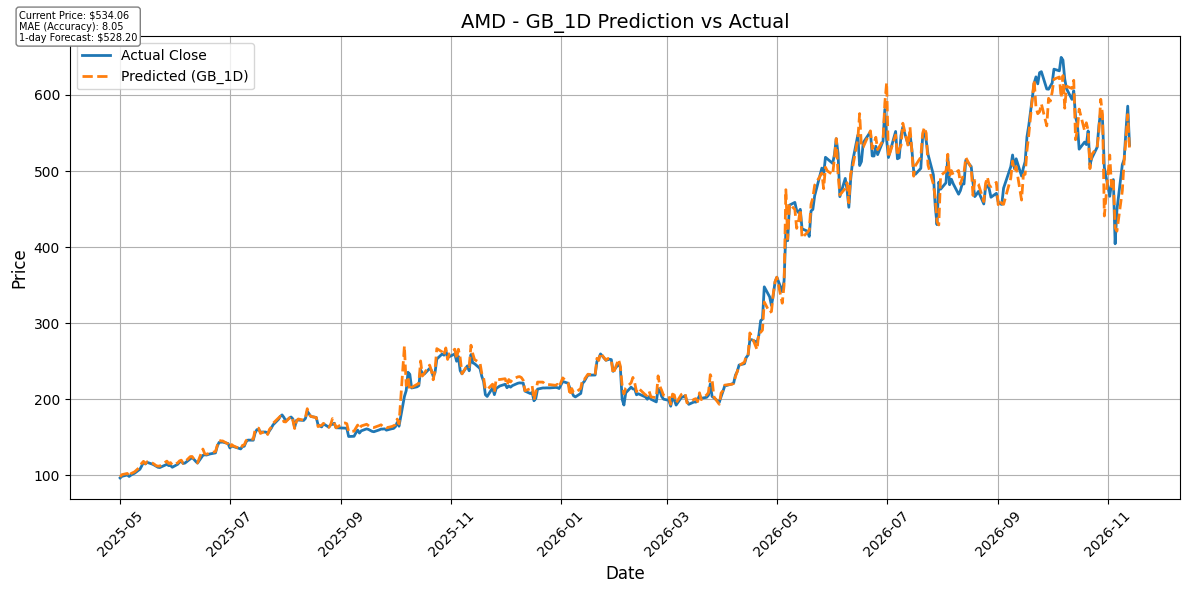 AMD - GB_1D Prediction vs Actual
Current Price: $534.06
MAE (Accuracy): 8.05
1-day Forecast: $528.20
Actual Close
Predicted (GB_1D)
Price
600
500
400
300
200
100
2025-05
2025-07
2025-09
2025-11
2026-01
2026-03
2026-05
2026-07
2026-09
2026-11
Date